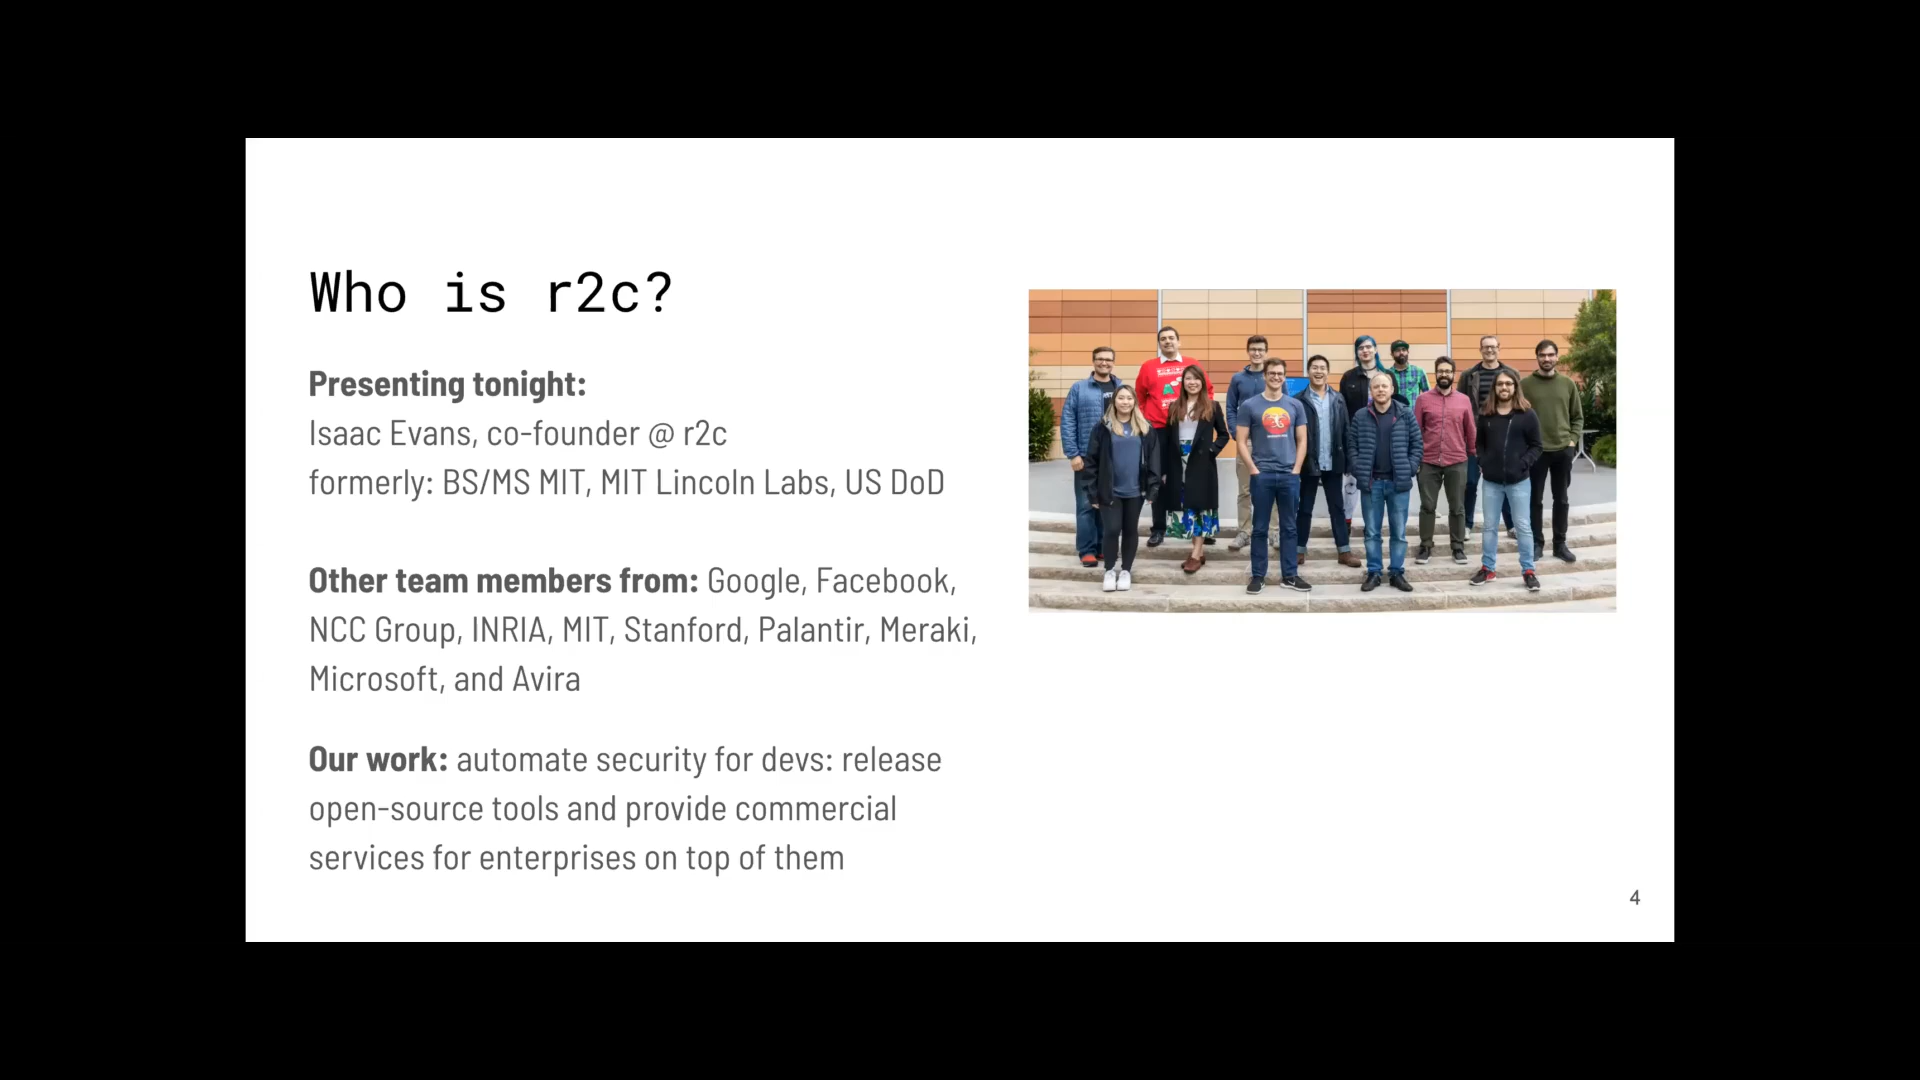 Who is r2c?
Presenting tonight:
Isaac Evans, co-founder @ r2c
formerly: BS/MS MIT, MIT Lincoln Labs, US DoD
Other team members from: Google, Facebook,
NCC Group, INRIA, MIT, Stanford, Palantir, Meraki,
Microsoft, and Avira
Our work: automate security for devs: release
open-source tools and provide commercial
services for enterprises on top of them
4